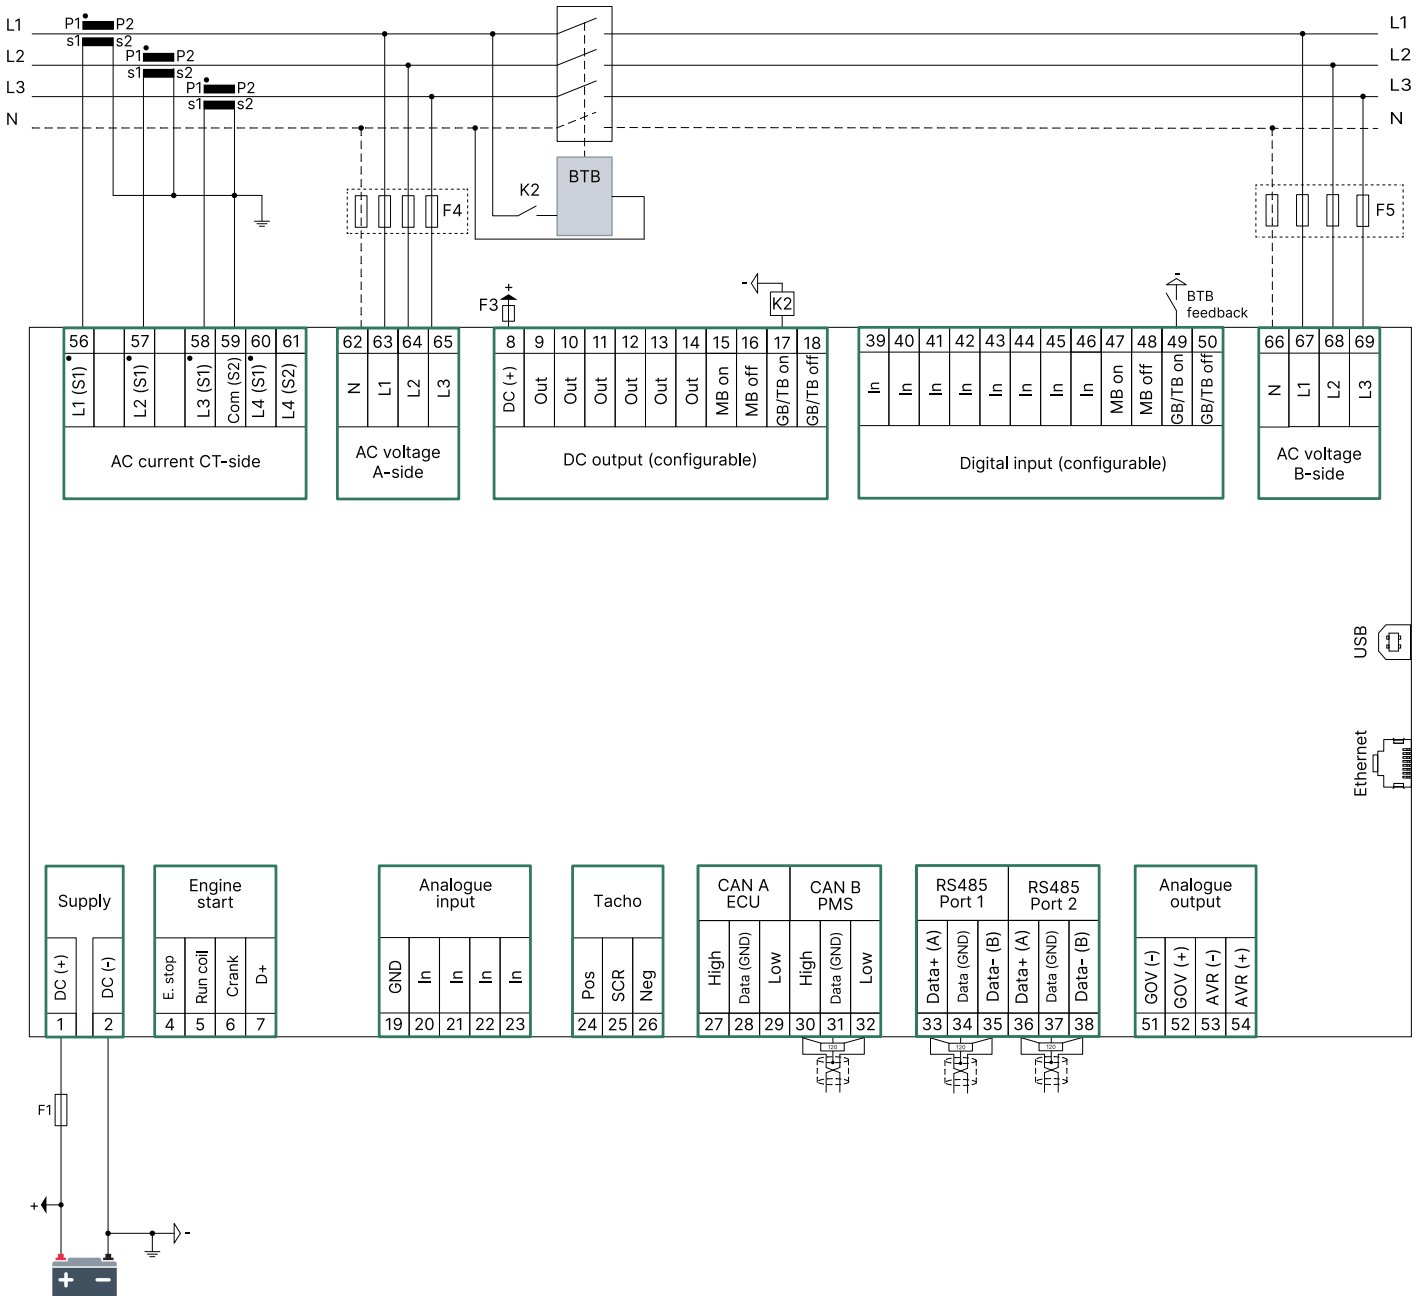 L1 P1 P2 L1
s1 s2
L2 P1 P2 L2
s1 s2
L3 P1 P2 L3
s1 s2
N N
BTB
K2
F4 F5
+
F3
- K2
-
BTB
feedback
56 57 58 59 60 61
L1 (S1) L2 (S1) L3 (S1) Com (S2) L4 (S1) L4 (S2)
AC current CT-side
62 63 64 65
N L1 L2 L3
AC voltage
A-side
8 9 10 11 12 13 14 15 16 17 18
DC (+) Out Out Out Out Out Out MB on MB off GB/TB on GB/TB off
DC output (configurable)
39 40 41 42 43 44 45 46 47 48 49 50
In In In In In In In In MB on MB off GB/TB on GB/TB off
Digital input (configurable)
66 67 68 69
N L1 L2 L3
AC voltage
B-side
USB
Ethernet
Supply
DC (+) DC (-)
1 2
Engine
start
E. stop Run coil Crank D+
4 5 6 7
Analogue
input
GND In In In In
19 20 21 22 23
Tacho
Pos SCR Neg
24 25 26
CAN A
ECU
High Data (GND) Low
27 28 29
CAN B
PMS
High Data (GND) Low
30 31 32
120
RS485
Port 1
Data+ (A) Data (GND) Data- (B)
33 34 35
120
RS485
Port 2
Data+ (A) Data (GND) Data- (B)
36 37 38
120
Analogue
output
GOV (-) GOV (+) AVR (-) AVR (+)
51 52 53 54
F1
+
-
+ −